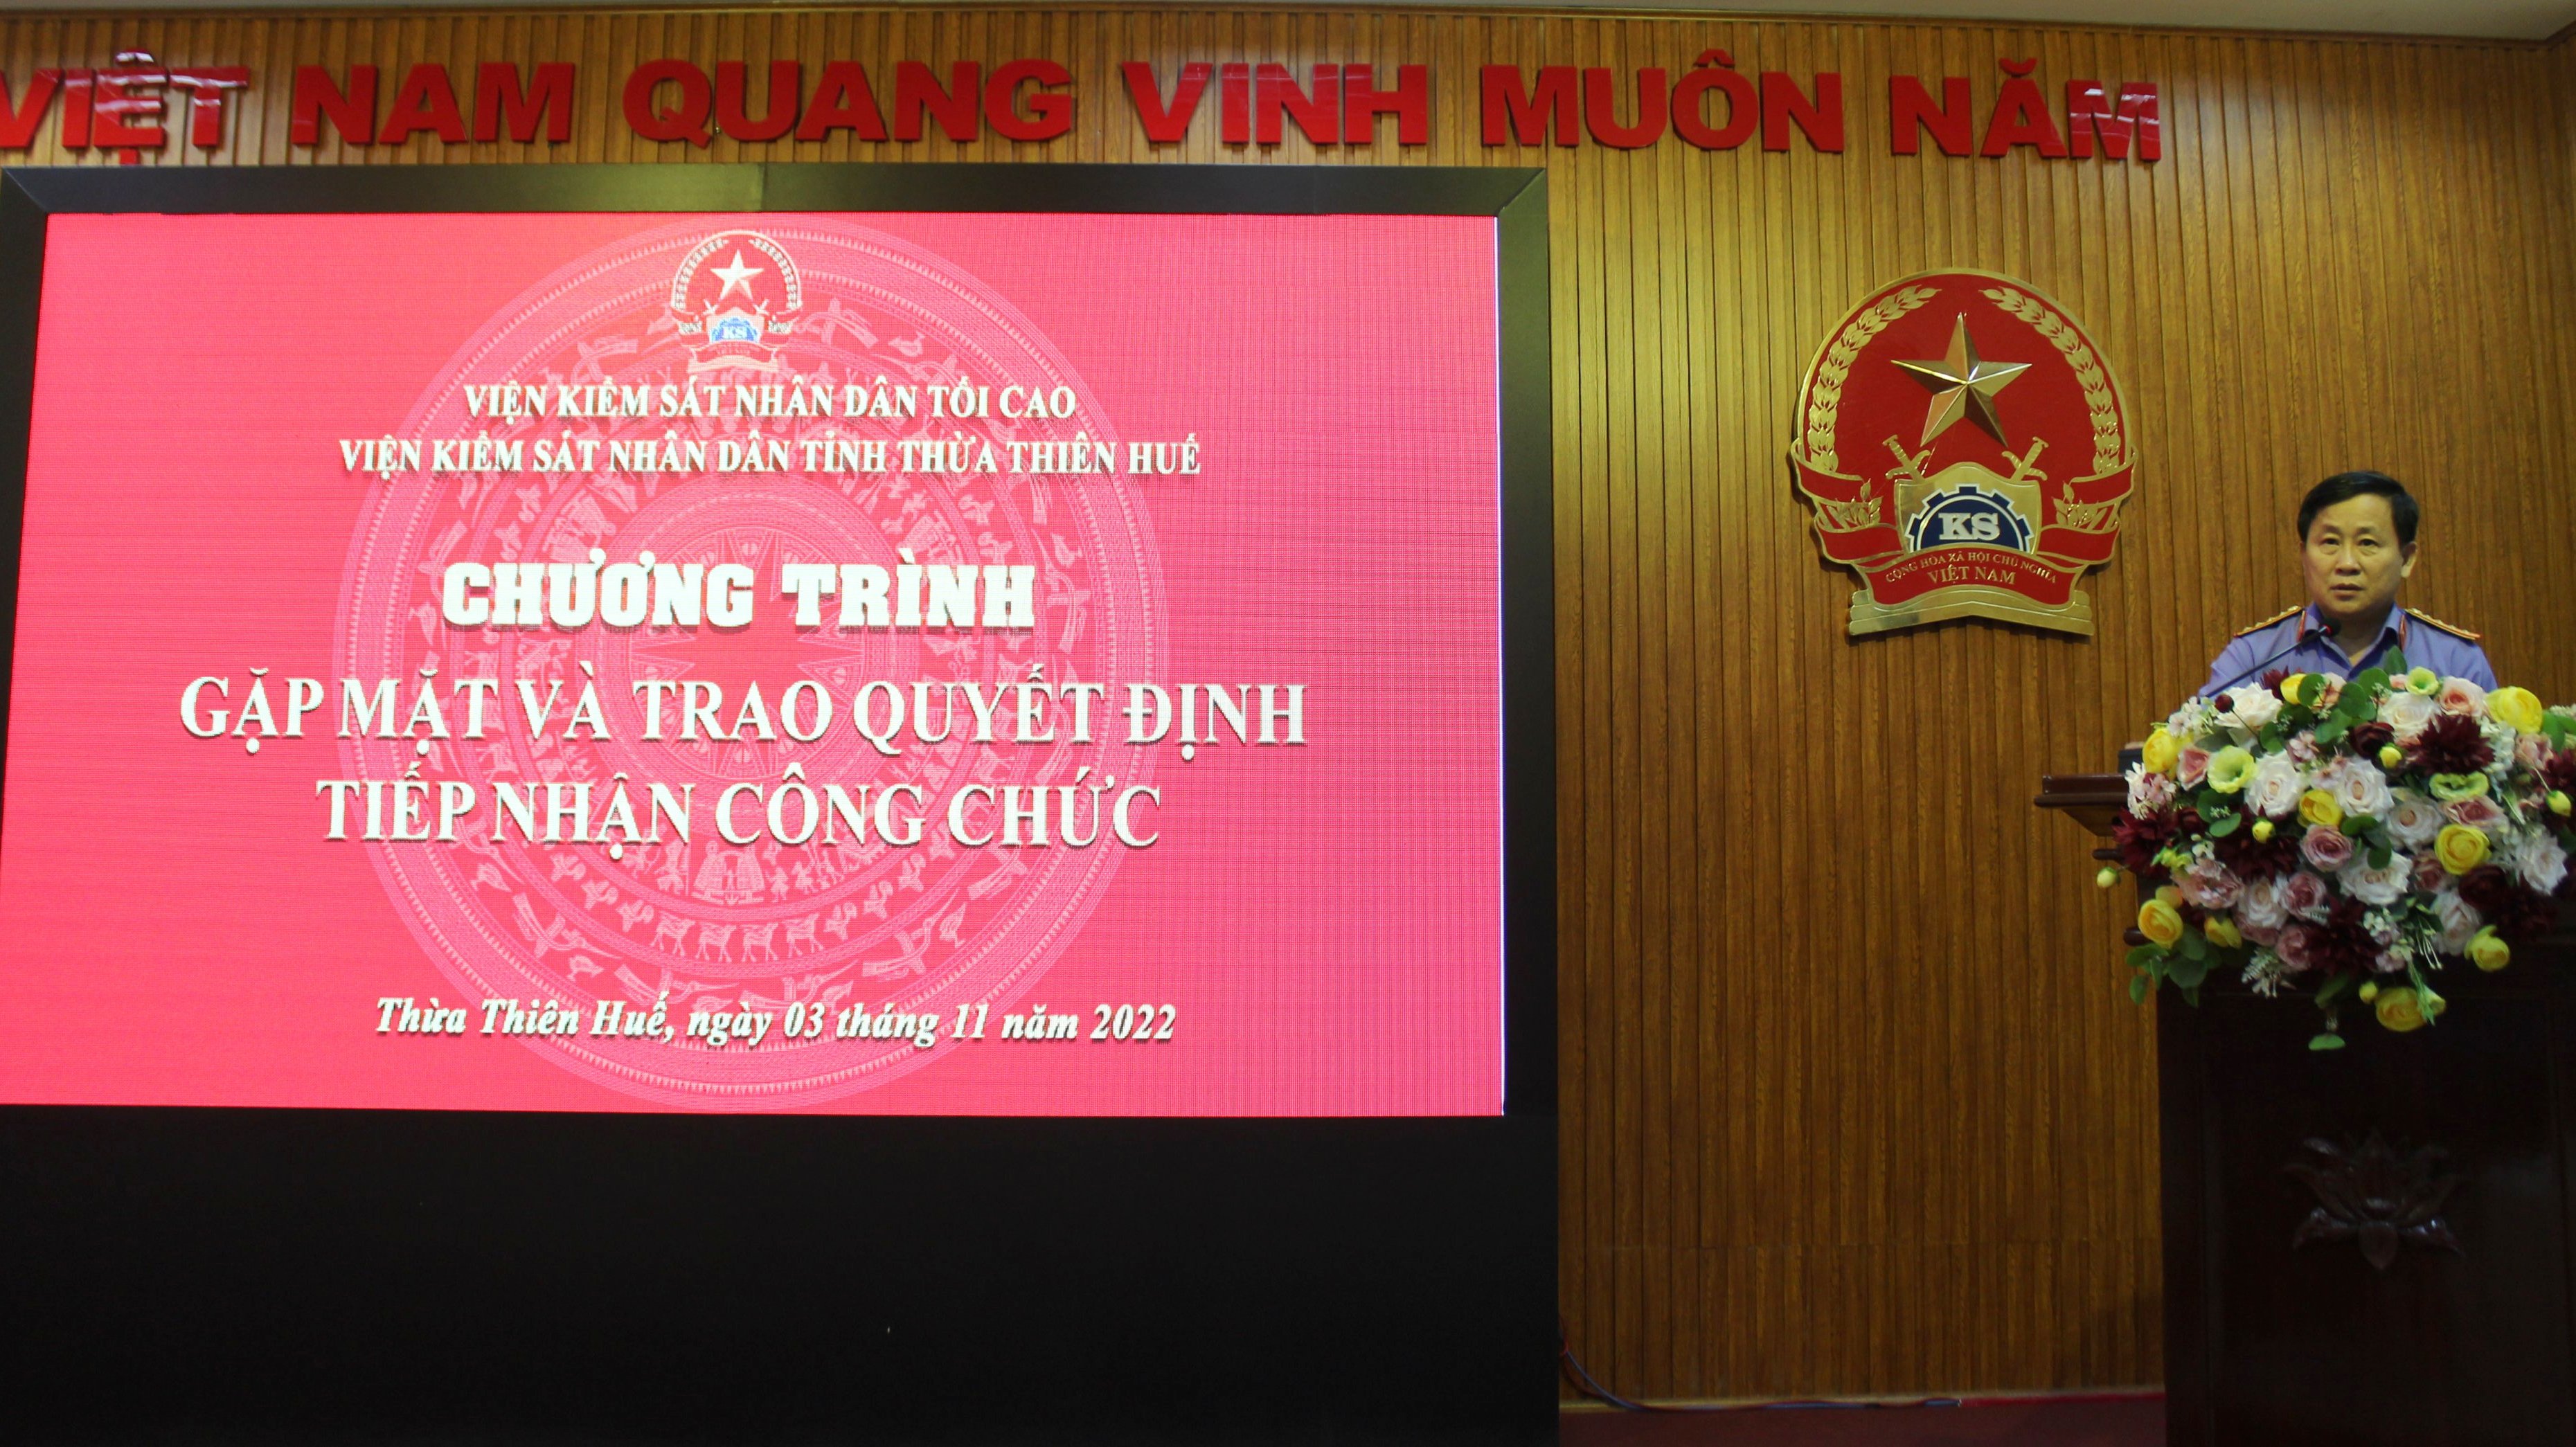 VIỆT NAM QUANG VINH MUÔN NĂM
KS
VIỆN KIỂM SÁT NHÂN DÂN TỐI CAO
VIỆN KIỂM SÁT NHÂN DÂN TỈNH THỪA THIÊN HUẾ
CHƯƠNG TRÌNH
GẶP MẶT VÀ TRAO QUYẾT ĐỊNH
TIẾP NHẬN CÔNG CHỨC
Thừa Thiên Huế, ngày 03 tháng 11 năm 2022
KS
CỘNG HÒA XÃ HỘI CHỦ NGHĨA
VIỆT NAM